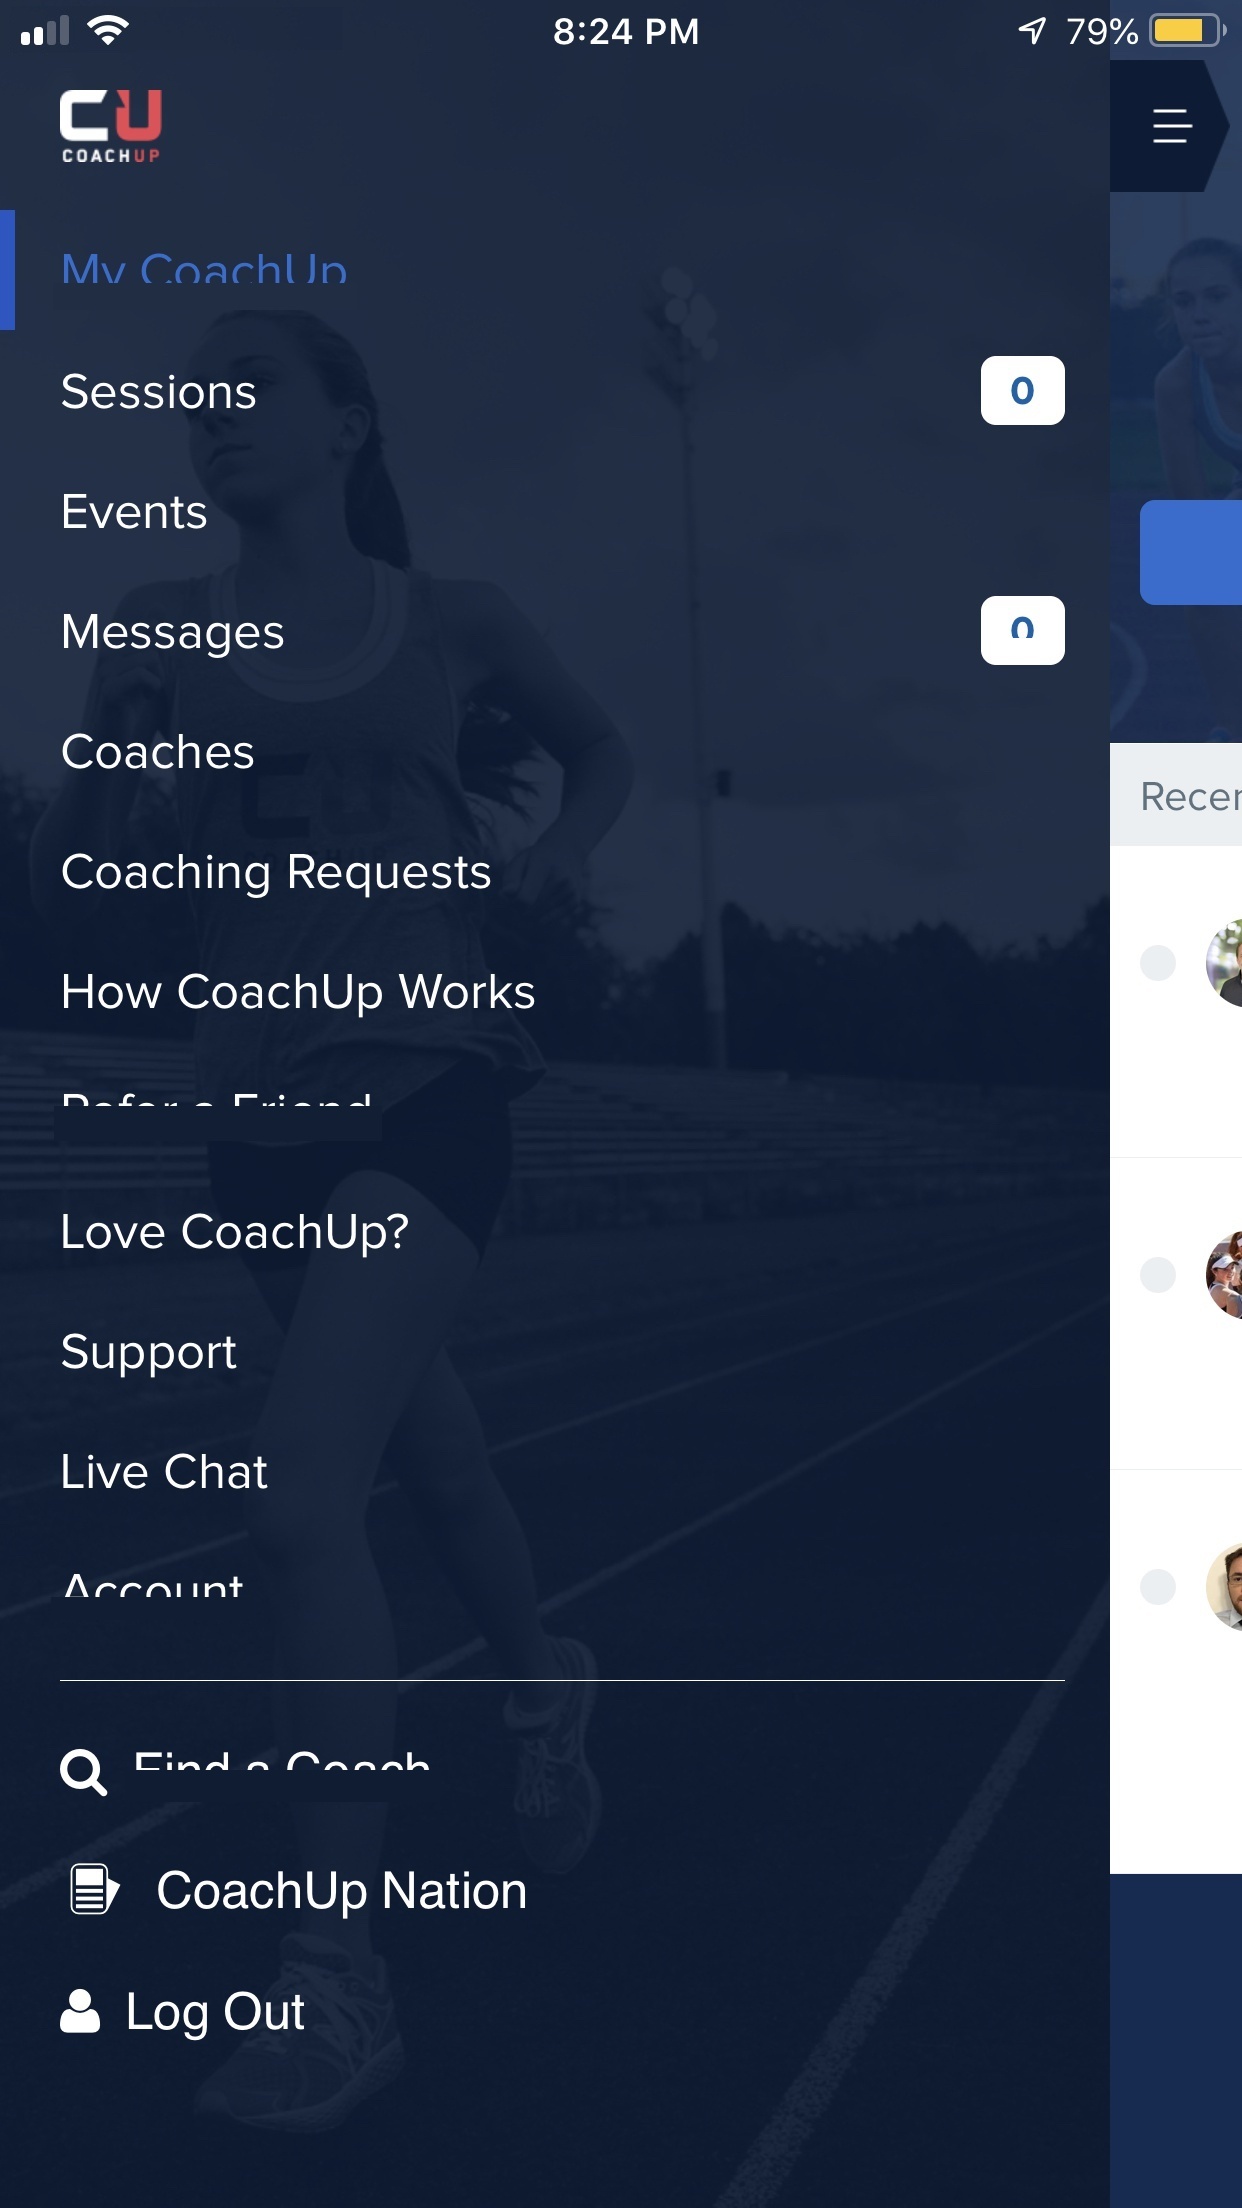 8:24 PM
79%
CU
COACHUP
My CoachUp
Sessions
0
Events
Messages
0
Coaches
Coaching Requests
How CoachUp Works
Refer a Friend
Love CoachUp?
Support
Live Chat
Account
Find a Coach
CoachUp Nation
Log Out